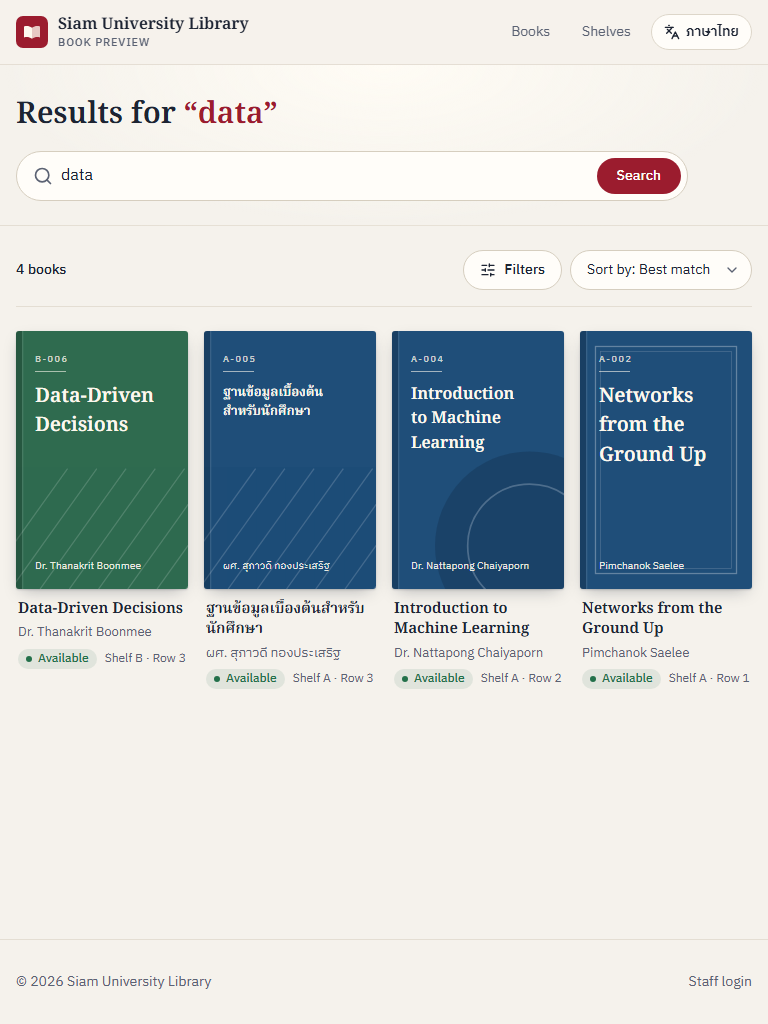 Siam University Library
BOOK PREVIEW
Books
Shelves
ภาษาไทย
Results for “data”
data
Search
4 books
Filters
Sort by: Best match
B-006
Data-Driven
Decisions
Dr. Thanakrit Boonmee
A-005
ฐานข้อมูลเบื้องต้น
สำหรับนักศึกษา
ผศ. สุภาวดี ทองประเสริฐ
A-004
Introduction
to Machine
Learning
Dr. Nattapong Chaiyaporn
A-002
Networks
from the
Ground Up
Pimchanok Saelee
Data-Driven Decisions
Dr. Thanakrit Boonmee
Available
Shelf B · Row 3
ฐานข้อมูลเบื้องต้นสำหรับ
นักศึกษา
ผศ. สุภาวดี ทองประเสริฐ
Available
Shelf A · Row 3
Introduction to
Machine Learning
Dr. Nattapong Chaiyaporn
Available
Shelf A · Row 2
Networks from the
Ground Up
Pimchanok Saelee
Available
Shelf A · Row 1
© 2026 Siam University Library
Staff login